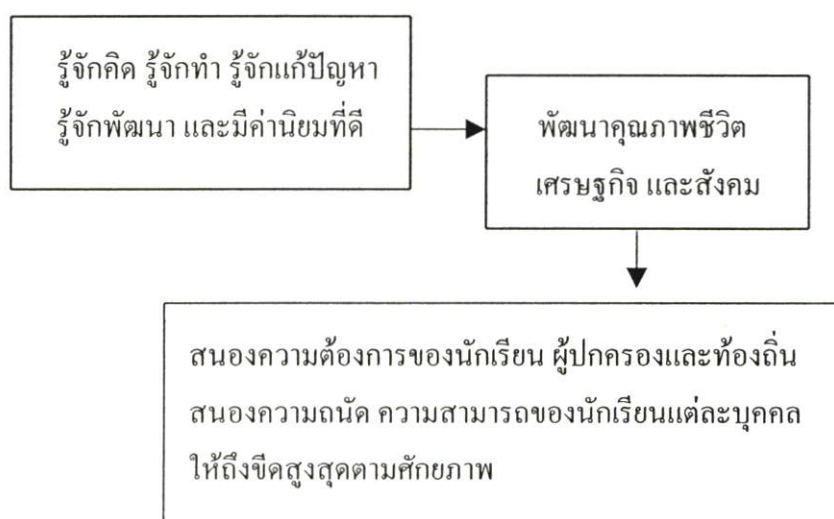 รู้จักคิด รู้จักทำ รู้จักแก้ปัญหา
รู้จักพัฒนา และมีค่านิยมที่ดี
พัฒนาคุณภาพชีวิต
เศรษฐกิจ และสังคม
สนองความต้องการของนักเรียน ผู้ปกครองและท้องถิ่น
สนองความถนัด ความสามารถของนักเรียนแต่ละบุคคล
ให้ถึงขีดสูงสุดตามศักยภาพ